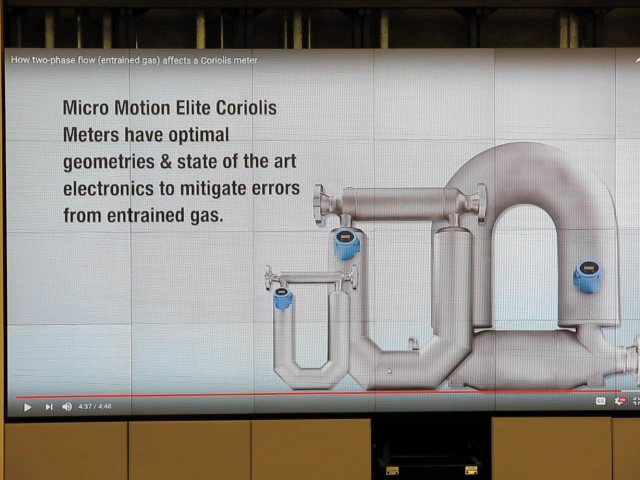 How two-phase flow (entrained gas) affects a Coriolis meter
Micro Motion Elite Coriolis
Meters have optimal
geometries & state of the art
electronics to mitigate errors
from entrained gas.
4:37 / 4:48